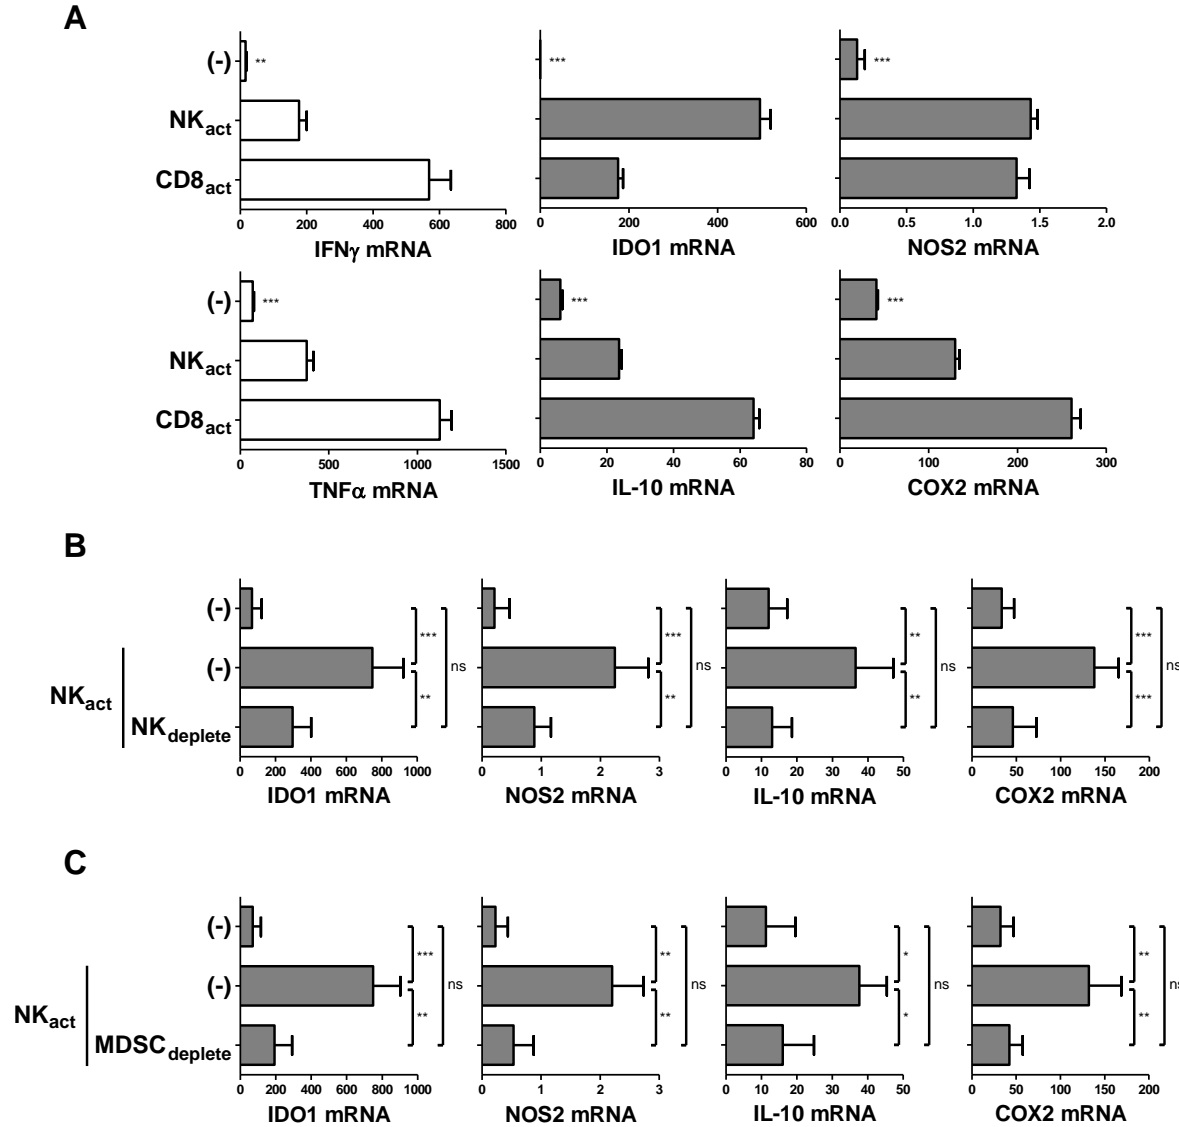 A
(-) ** *** ***
NKact
CD8act
0 200 400 600 800 0 200 400 600 0.0 0.5 1.0 1.5 2.0
IFNγ mRNA IDO1 mRNA NOS2 mRNA
(-) *** *** ***
NKact
CD8act
0 500 1000 1500 0 20 40 60 80 0 100 200 300
TNFα mRNA IL-10 mRNA COX2 mRNA
B
(-)
*** *** ** ***
(-) ns ns ns ns
NKact ** ** ** ***
NKdeplete
0 200 400 600 800 1000 0 1 2 3 0 10 20 30 40 50 0 50 100 150 200
IDO1 mRNA NOS2 mRNA IL-10 mRNA COX2 mRNA
C
(-)
*** ** * **
(-) ns ns ns ns
NKact ** ** * **
MDSCdeplete
0 200 400 600 800 1000 0 1 2 3 0 10 20 30 40 50 0 50 100 150 200
IDO1 mRNA NOS2 mRNA IL-10 mRNA COX2 mRNA